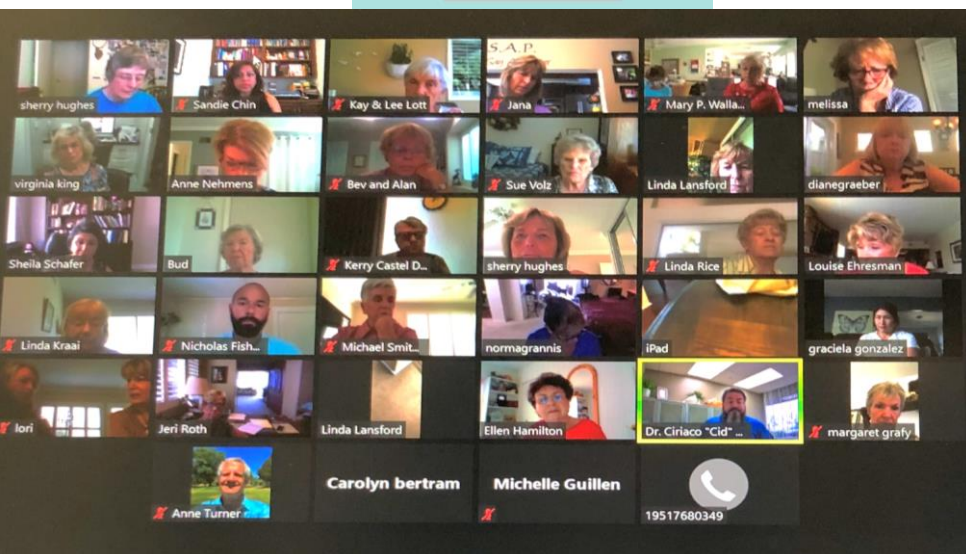 S.A.P.
sherry hughes
Sandie Chin
Kay & Lee Lott
Jana
Mary P. Walla...
melissa
virginia king
Anne Nehmens
Bev and Alan
Sue Volz
Linda Lansford
dianegraeber
Sheila Schafer
Bud
Kerry Castel D...
sherry hughes
Linda Rice
Louise Ehresman
Linda Kraai
Nicholas Fish...
Michael Smit...
normagrannis
iPad
graciela gonzalez
lori
Jeri Roth
Linda Lansford
Ellen Hamilton
Dr. Ciriaco "Cid" ...
margaret grafy
Anne Turner
Carolyn bertram
Michelle Guillen
19517680349